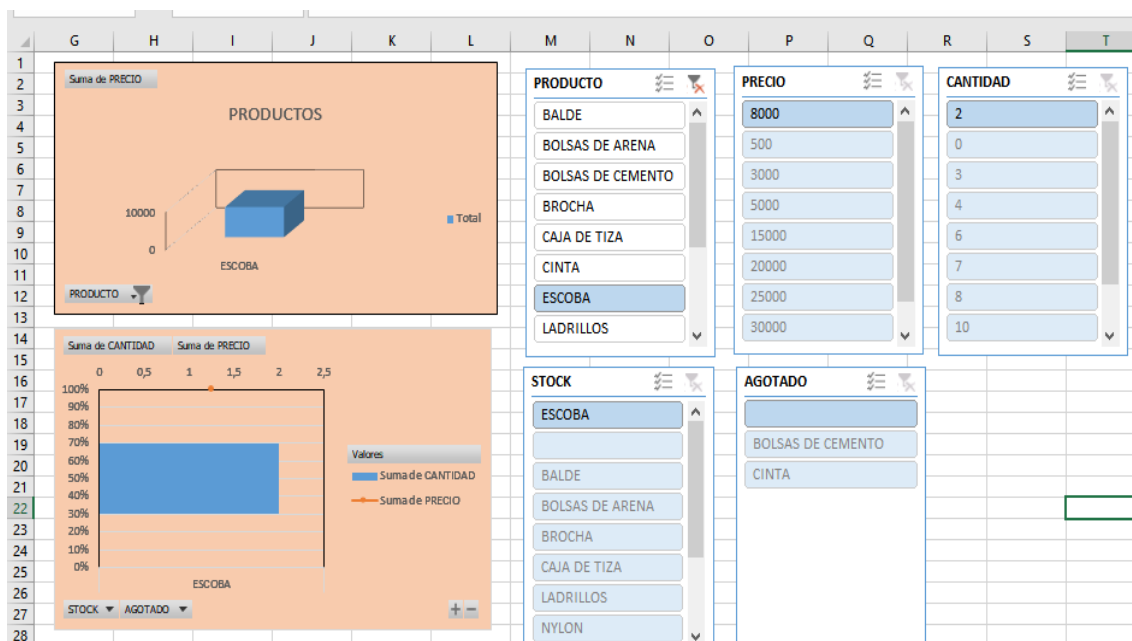 G H I J K L M N O P Q R S T
1
2
3
4
5
6
7
8
9
10
11
12
13
14
15
16
17
18
19
20
21
22
23
24
25
26
27
28
Suma de PRECIO
PRODUCTOS
10000
0
ESCOBA
Total
PRODUCTO
Suma de CANTIDAD Suma de PRECIO
0 0,5 1 1,5 2 2,5
100%
90%
80%
70%
60%
50%
40%
30%
20%
10%
0%
ESCOBA
Valores
Suma de CANTIDAD
Suma de PRECIO
STOCK AGOTADO
+ −
PRODUCTO
BALDE
BOLSAS DE ARENA
BOLSAS DE CEMENTO
BROCHA
CAJA DE TIZA
CINTA
ESCOBA
LADRILLOS
PRECIO
8000
500
3000
5000
15000
20000
25000
30000
CANTIDAD
2
0
3
4
6
7
8
10
STOCK
ESCOBA
BALDE
BOLSAS DE ARENA
BROCHA
CAJA DE TIZA
LADRILLOS
NYLON
AGOTADO
BOLSAS DE CEMENTO
CINTA